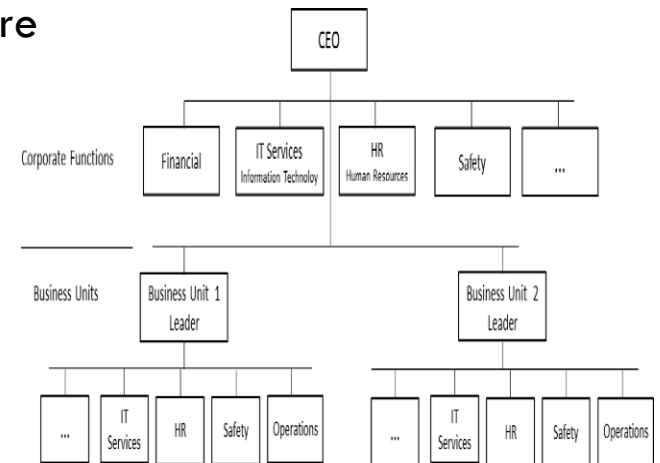 re
CEO
Corporate Functions
Financial
IT Services
Information Technoloy
HR
Human Resources
Safety
...
Business Units
Business Unit 1
Leader
Business Unit 2
Leader
...
IT
Services
HR
Safety
Operations
...
IT
Services
HR
Safety
Operations